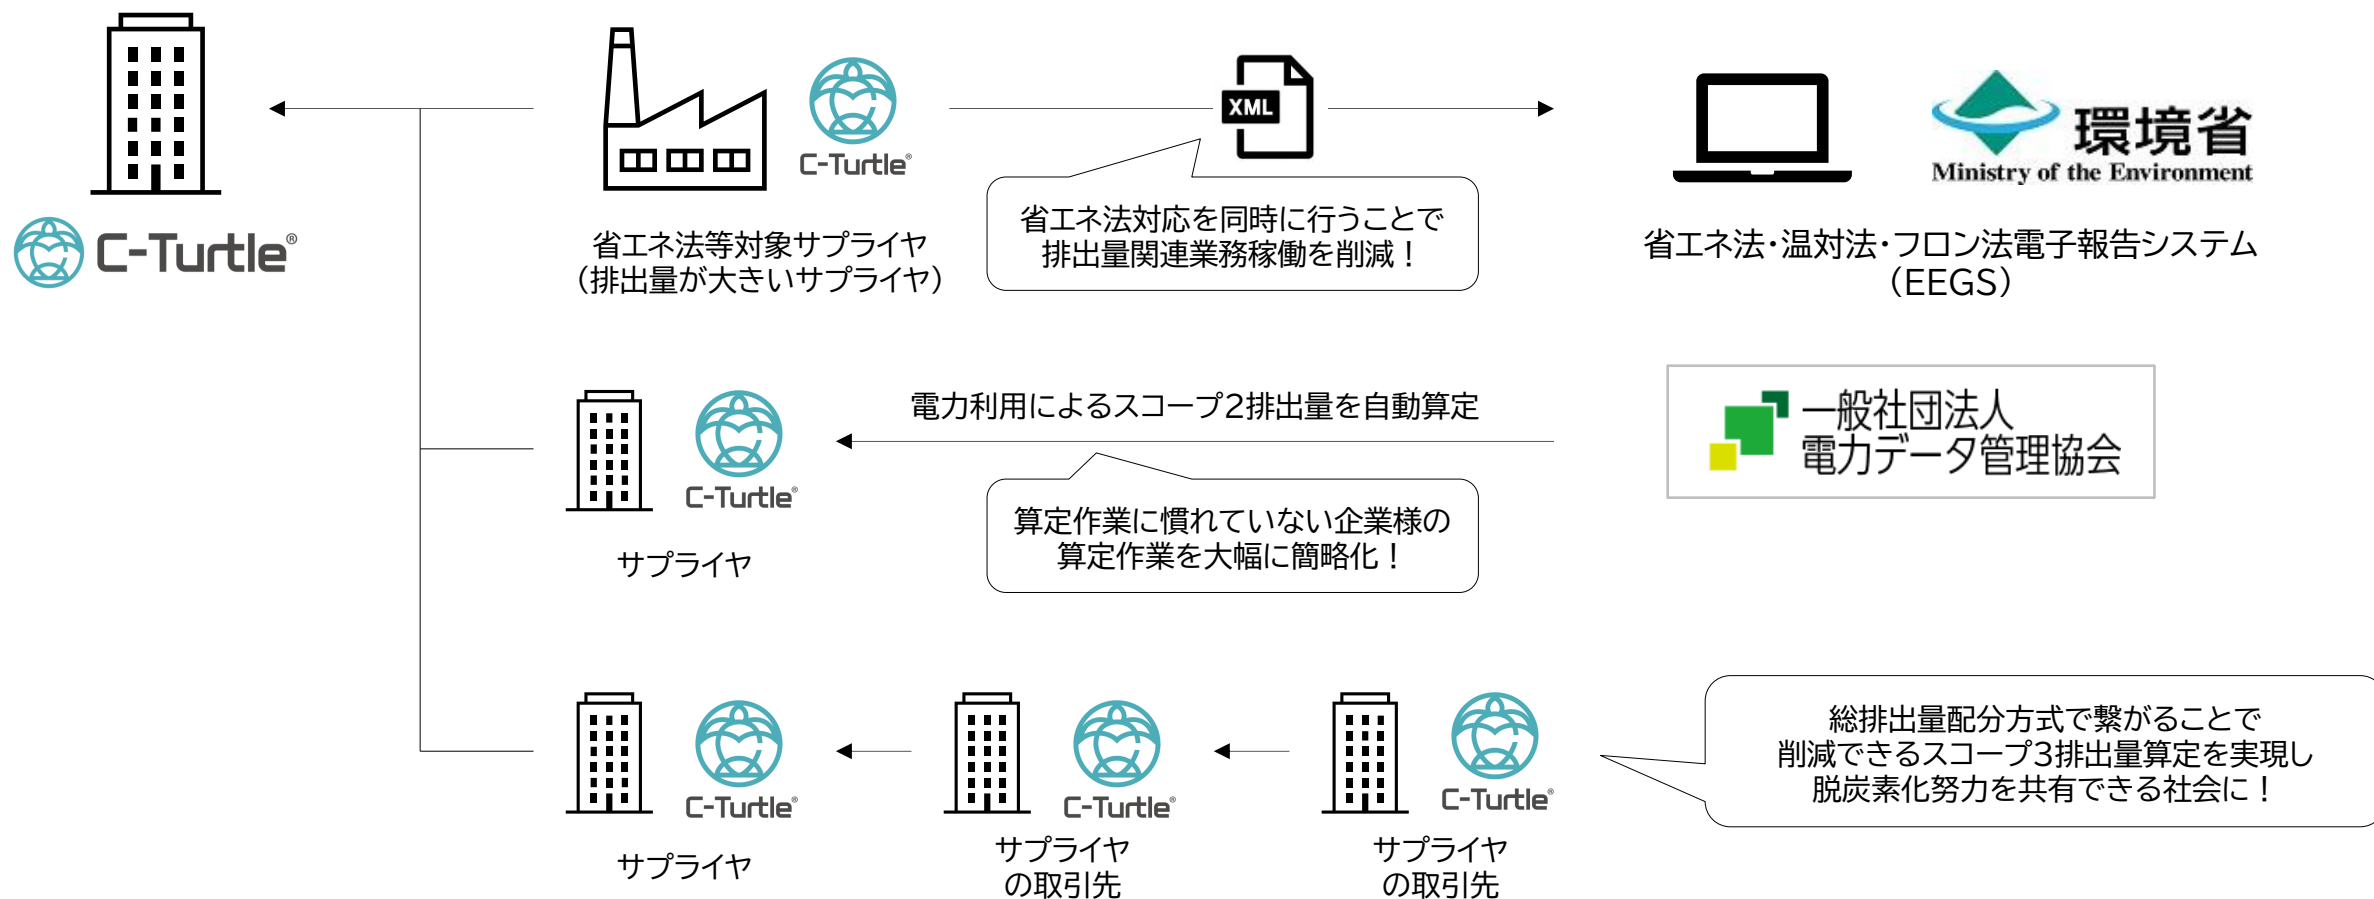 C-Turtle®
C-Turtle®
省エネ法等対象サプライヤ
（排出量が大きいサプライヤ）
XML
省エネ法対応を同時に行うことで
排出量関連業務稼働を削減！
環境省
Ministry of the Environment
省エネ法・温対法・フロン法電子報告システム
（EEGS）
C-Turtle®
サプライヤ
電力利用によるスコープ2排出量を自動算定
算定作業に慣れていない企業様の
算定作業を大幅に簡略化！
一般社団法人
電力データ管理協会
C-Turtle®
サプライヤ
C-Turtle®
サプライヤ
の取引先
C-Turtle®
サプライヤ
の取引先
総排出量配分方式で繋がることで
削減できるスコープ3排出量算定を実現し
脱炭素化努力を共有できる社会に！